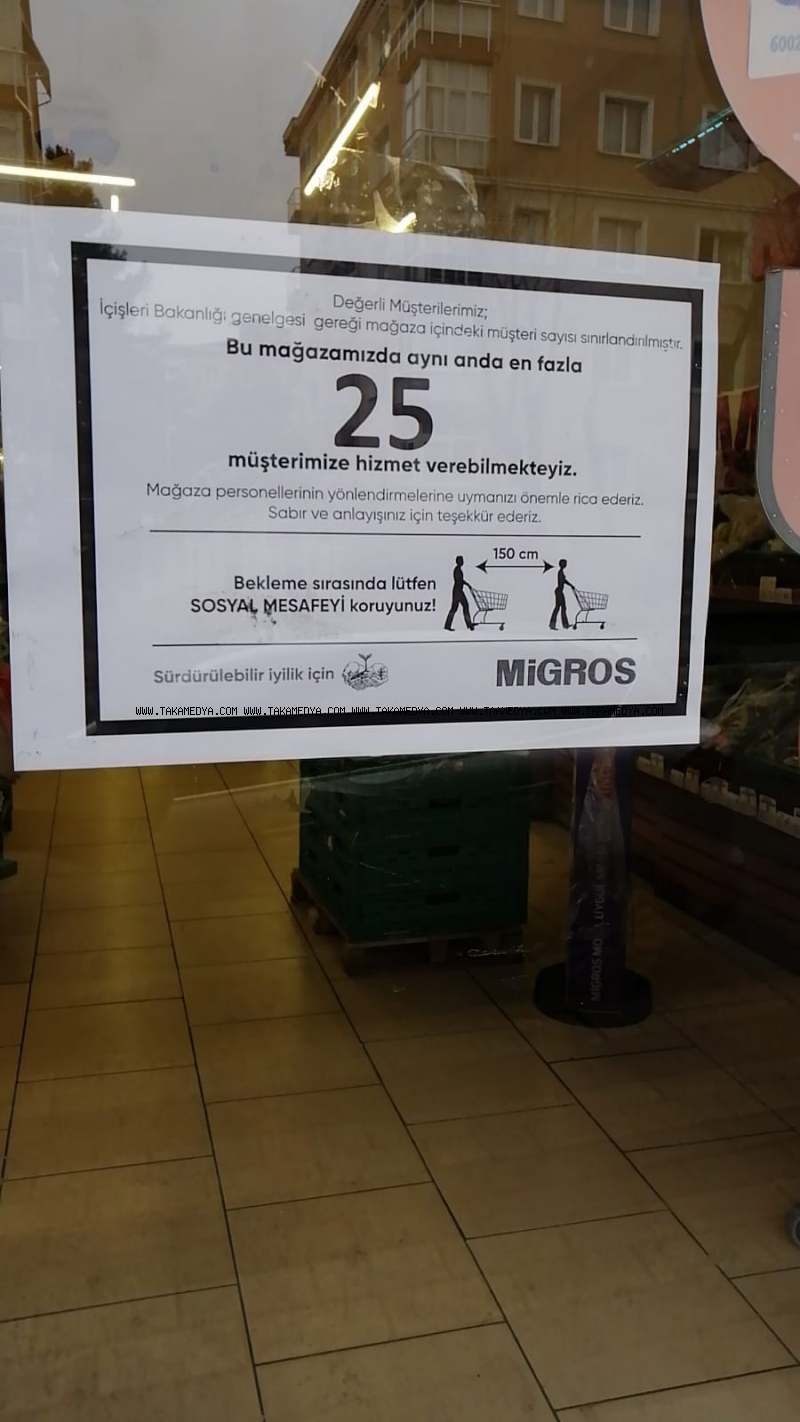 6002
Değerli Müşterilerimiz;
İçişleri Bakanlığı genelgesi gereği mağaza içindeki müşteri sayısı sınırlandırılmıştır.
Bu mağazamızda aynı anda en fazla
25
müşterimize hizmet verebilmekteyiz.
Mağaza personellerinin yönlendirmelerine uymanızı önemle rica ederiz.
Sabır ve anlayışınız için teşekkür ederiz.
150 cm
Bekleme sırasında lütfen
SOSYAL MESAFEYİ koruyunuz!
Sürdürülebilir iyilik için
MiGROS
WWW.TAKAMEDYA.COM WWW.TAKAMEDYA.COM WWW.TAKAMEDYA.COM WWW.TAKAMEDYA.COM WWW.TAKAMEDYA.COM
MİGROS